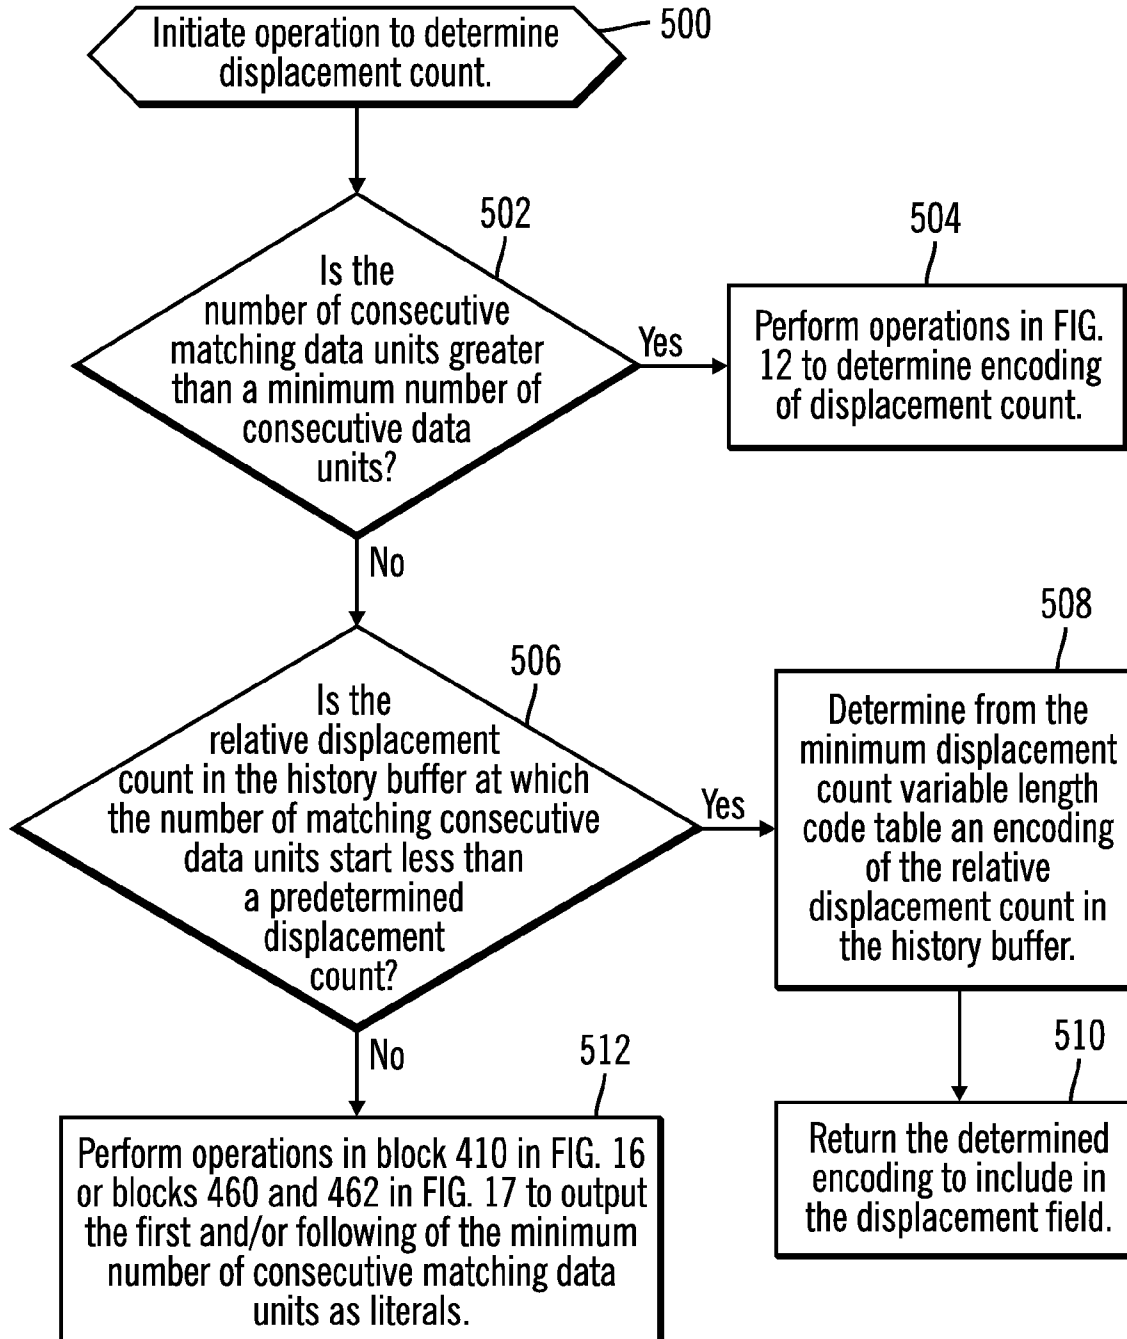 Initiate operation to determine
displacement count.
500
502
Is the
number of consecutive
matching data units greater
than a minimum number of
consecutive data
units?
Yes
504
Perform operations in FIG.
12 to determine encoding
of displacement count.
No
506
Is the
relative displacement
count in the history buffer at which
the number of matching consecutive
data units start less than
a predetermined
displacement
count?
Yes
508
Determine from the
minimum displacement
count variable length
code table an encoding
of the relative
displacement count in
the history buffer.
510
Return the determined
encoding to include in
the displacement field.
No
512
Perform operations in block 410 in FIG. 16
or blocks 460 and 462 in FIG. 17 to output
the first and/or following of the minimum
number of consecutive matching data
units as literals.